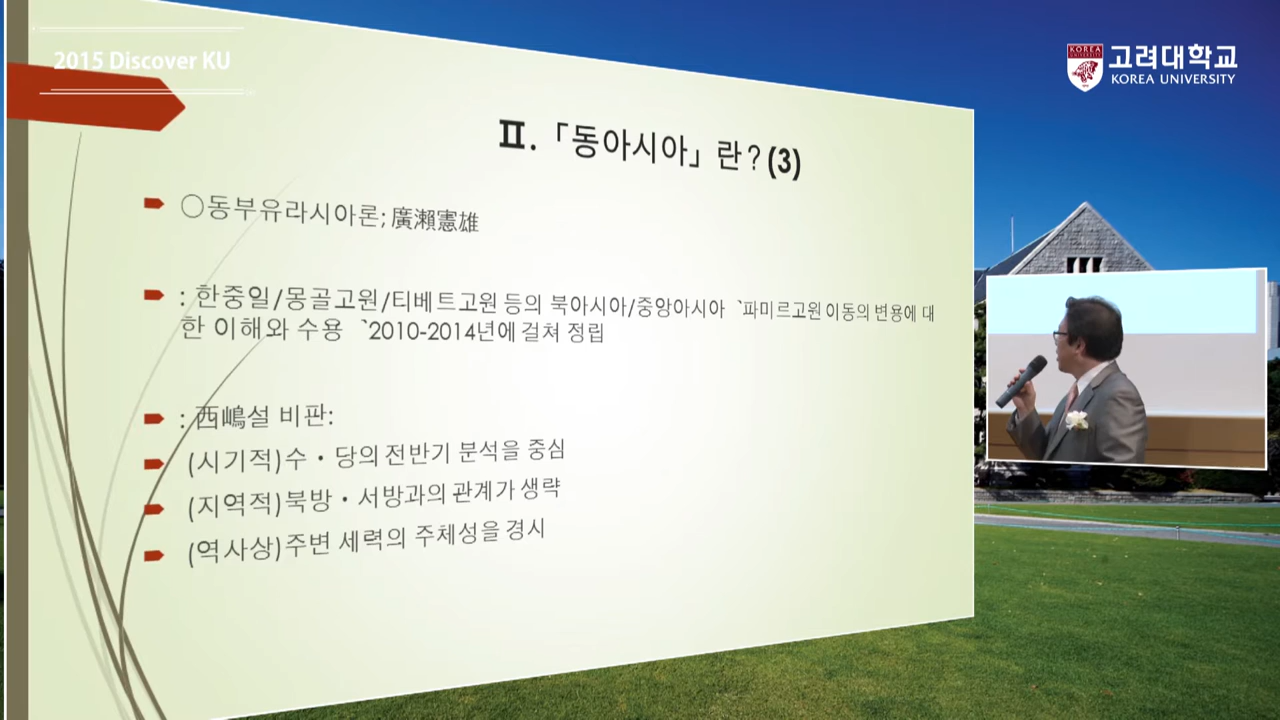 2015 Discover KU
KOREA
고려대학교
KOREA UNIVERSITY
Ⅱ.「동아시아」란?(3)
○동부유라시아론; 廣瀨憲雄
: 한중일/몽골고원/티베트고원 등의 북아시아/중앙아시아 `파미르고원 이동의 변용에 대
한 이해와 수용 `2010-2014년에 걸쳐 정립
: 西嶋설 비판:
(시기적)수・당의 전반기 분석을 중심
(지역적)북방・서방과의 관계가 생략
(역사상)주변 세력의 주체성을 경시